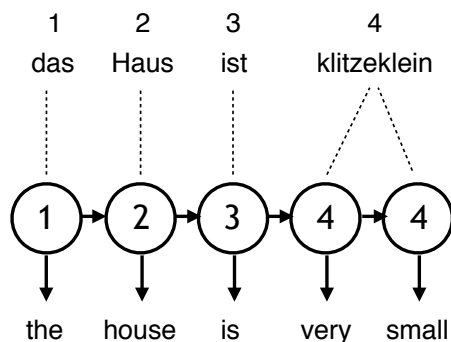 1 2 3 4
das Haus ist klitzeklein
1 2 3 4 4
the house is very small